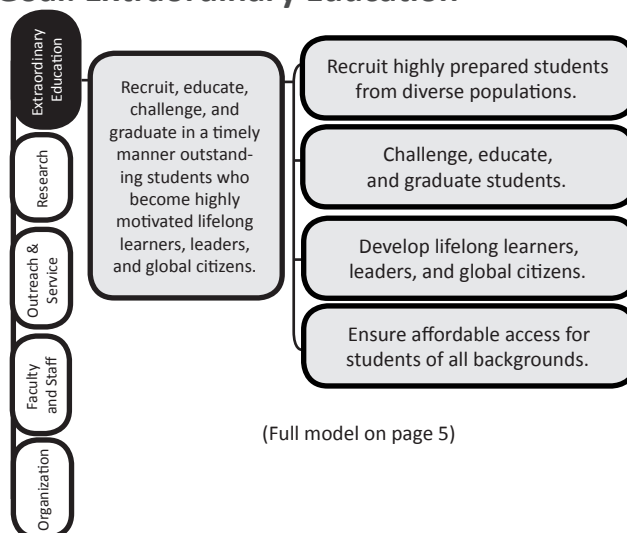 Goal: Extraordinary Education
Extraordinary
Education
Research
Outreach &
Service
Faculty
and Staff
Organization
Recruit, educate,
challenge, and
graduate in a timely
manner outstand-
ing students who
become highly
motivated lifelong
learners, leaders,
and global citizens.
Recruit highly prepared students
from diverse populations.
Challenge, educate,
and graduate students.
Develop lifelong learners,
leaders, and global citizens.
Ensure affordable access for
students of all backgrounds.
(Full model on page 5)